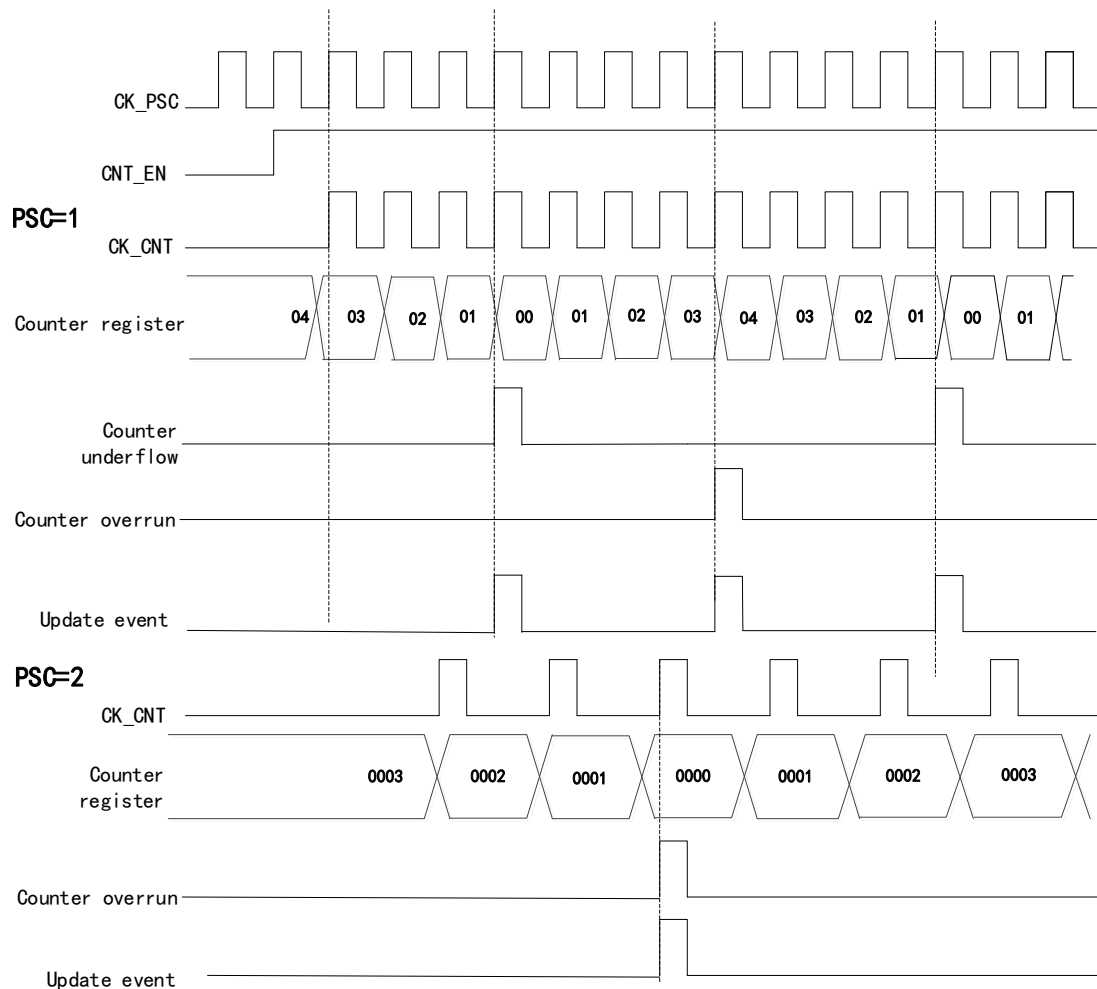 CK_PSC
CNT_EN
PSC=1
CK_CNT
Counter register
04 03 02 01 00 01 02 03 04 03 02 01 00 01
Counter
underflow
Counter overrun
Update event
PSC=2
CK_CNT
Counter
register
0003 0002 0001 0000 0001 0002 0003
Counter overrun
Update event